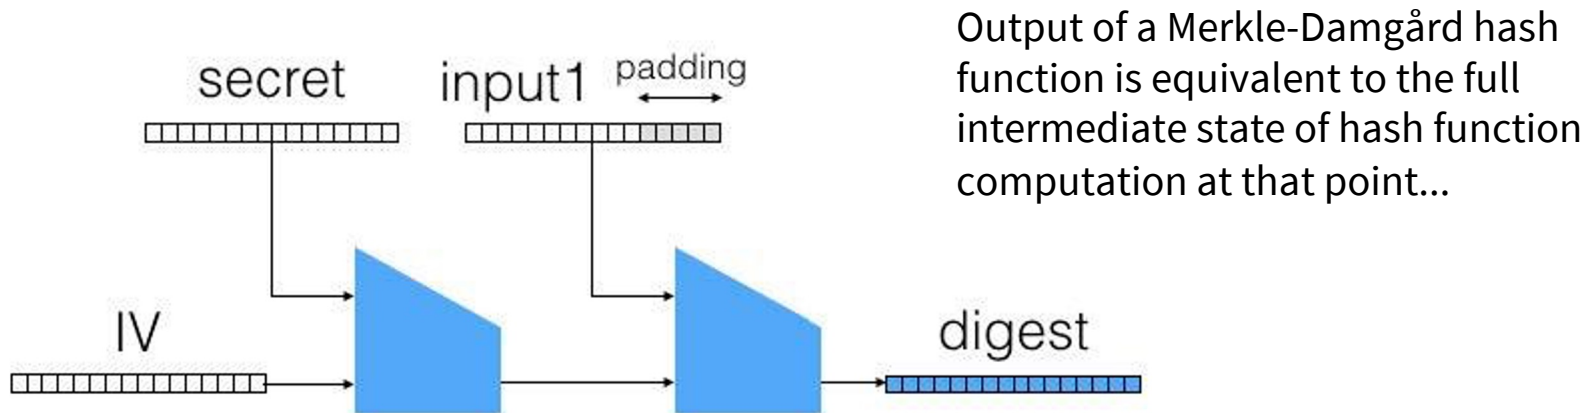 Output of a Merkle-Damgård hash
function is equivalent to the full
intermediate state of hash function
computation at that point...
secret
input1
padding
IV
digest